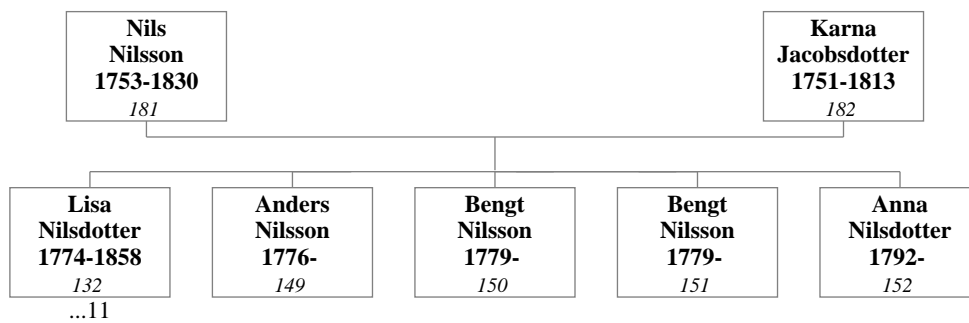 Nils
Nilsson
1753-1830
181
Karna
Jacobsdotter
1751-1813
182
Lisa
Nilsdotter
1774-1858
132
...11
Anders
Nilsson
1776-
149
Bengt
Nilsson
1779-
150
Bengt
Nilsson
1779-
151
Anna
Nilsdotter
1792-
152